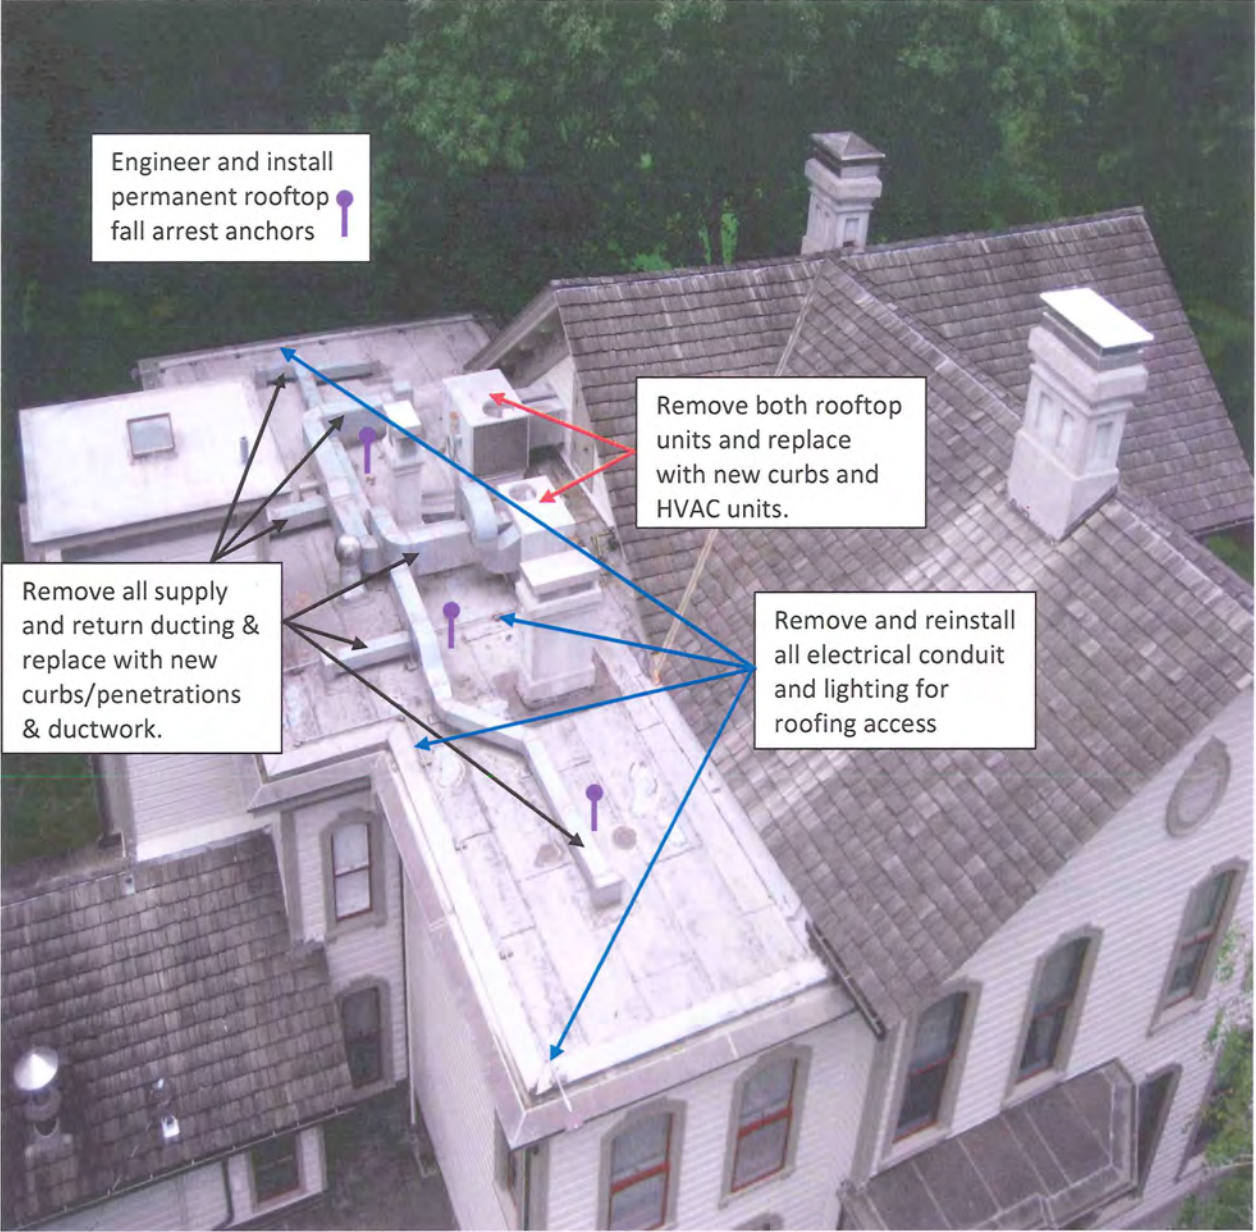 Engineer and install
permanent rooftop
fall arrest anchors
Remove both rooftop
units and replace
with new curbs and
HVAC units.
Remove all supply
and return ducting &
replace with new
curbs/penetrations
& ductwork.
Remove and reinstall
all electrical conduit
and lighting for
roofing access